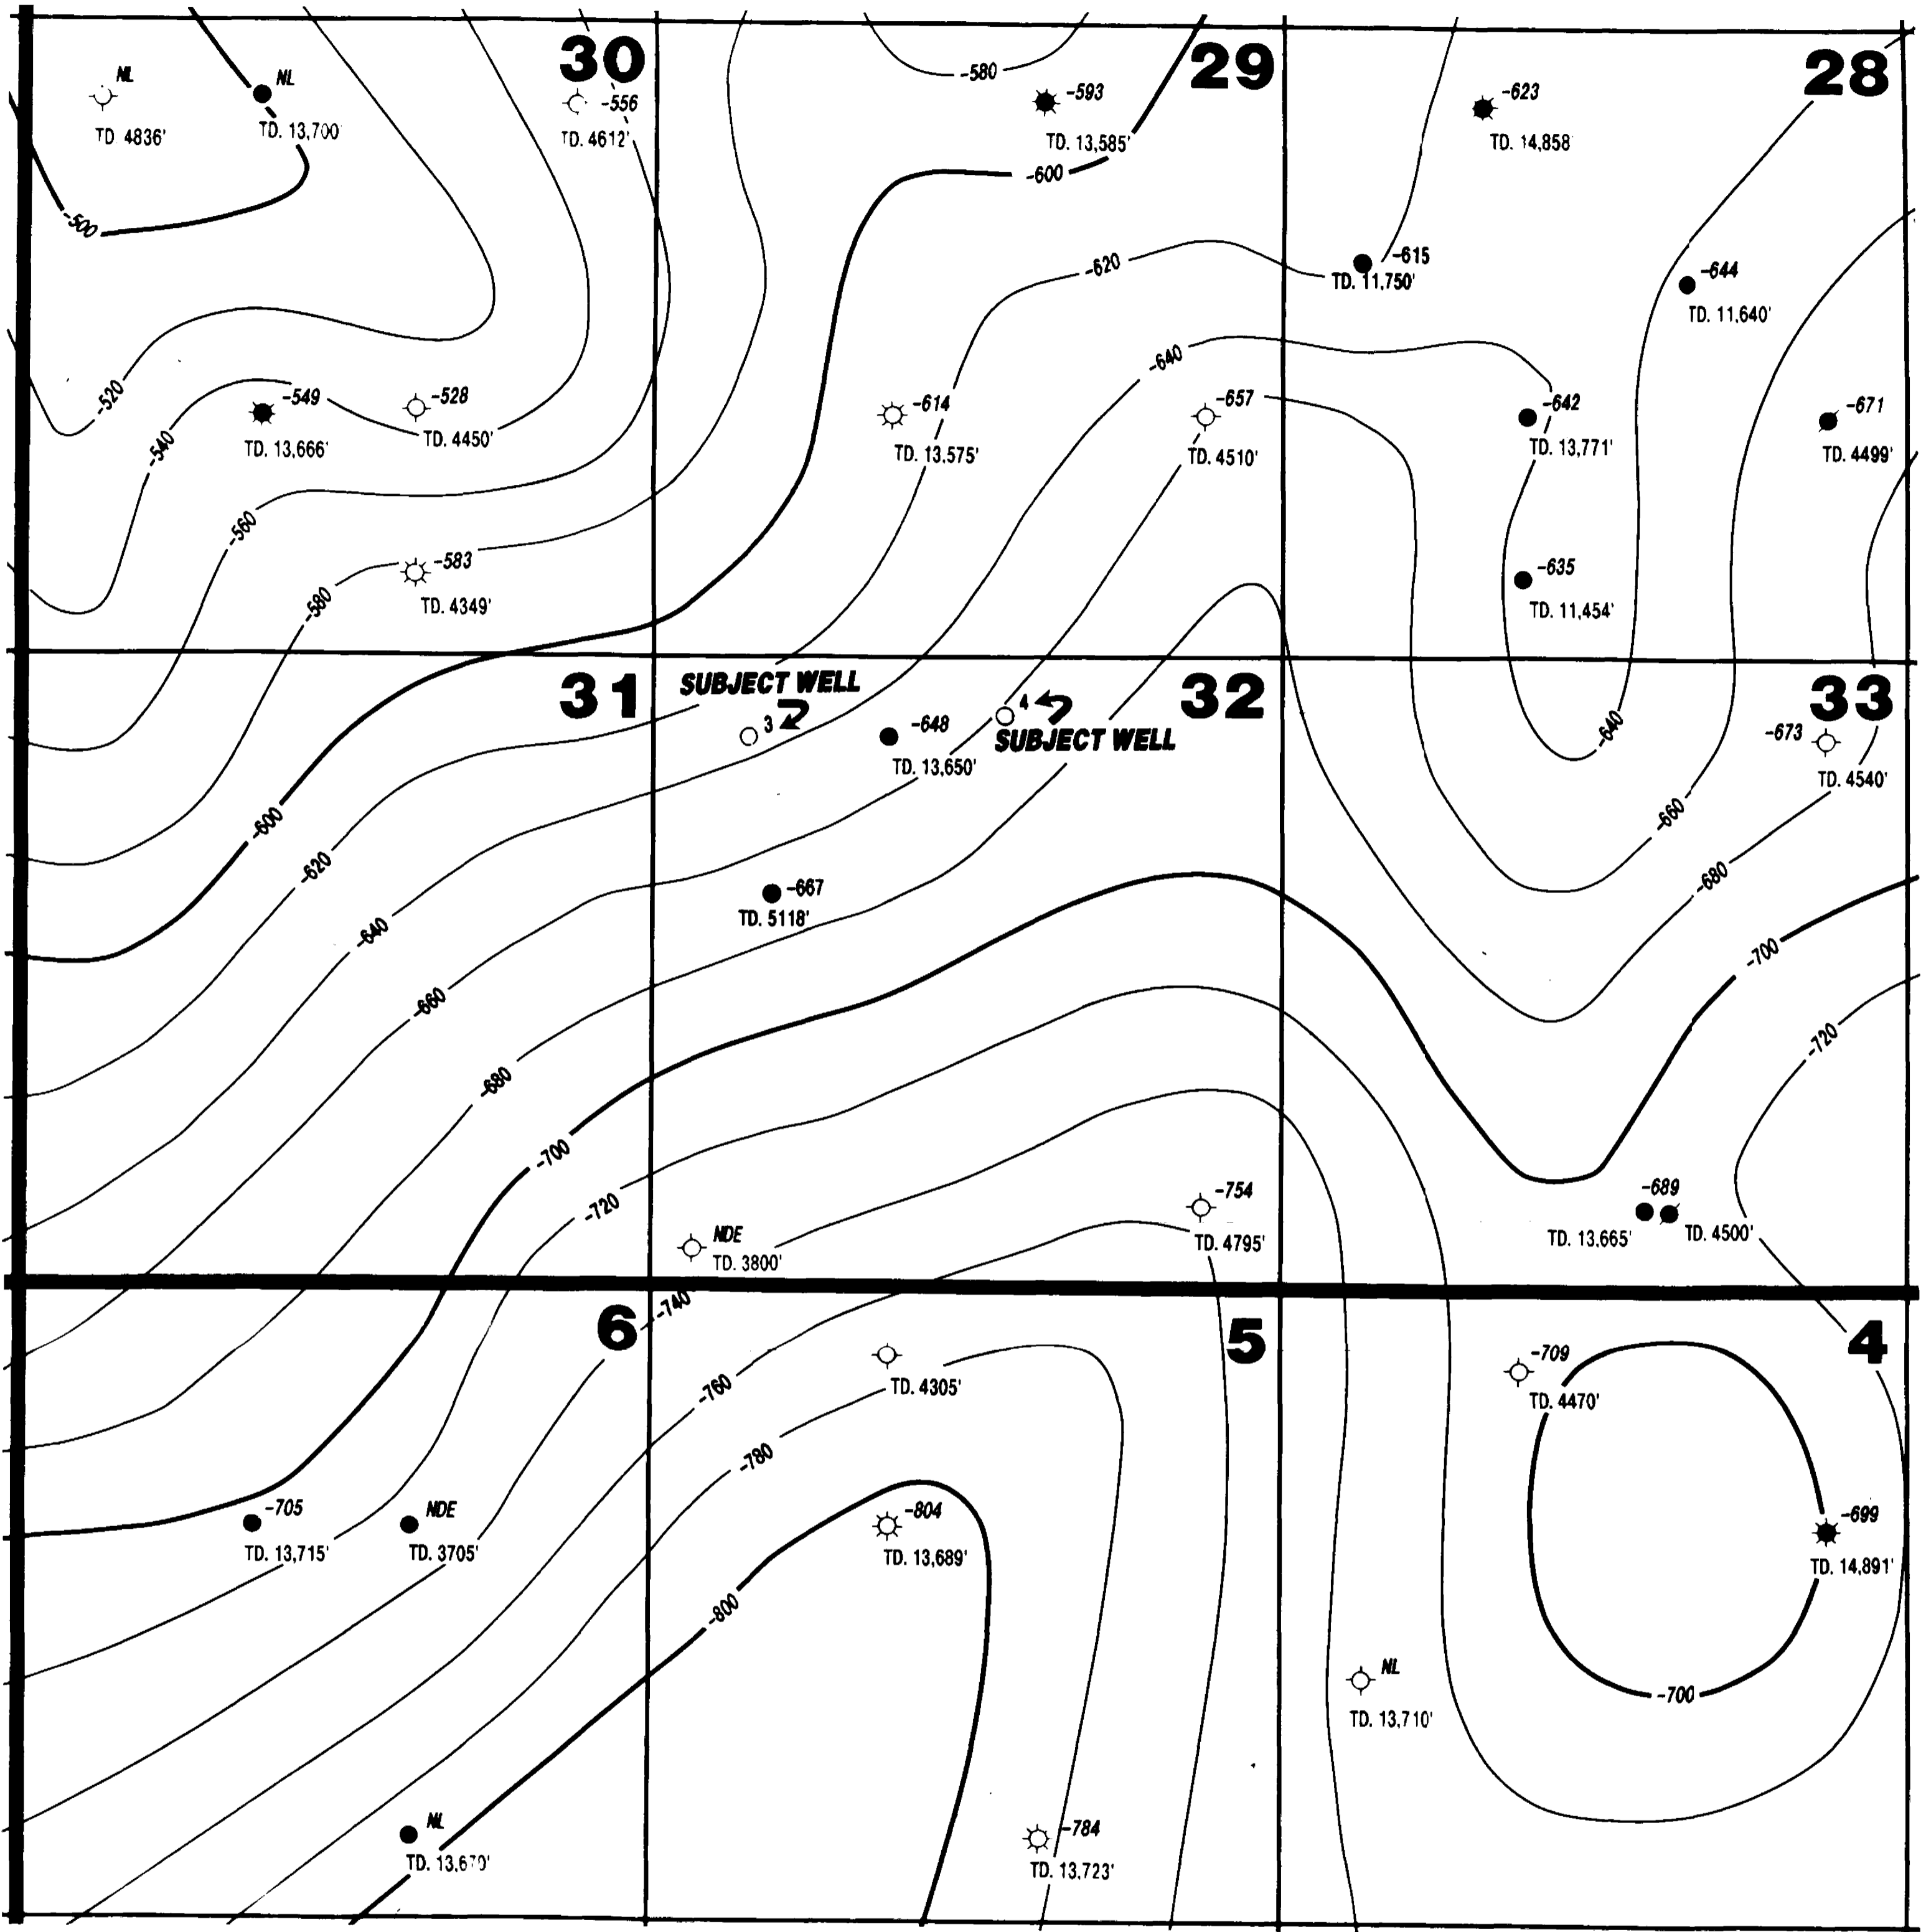 30
29
28
NL
TD. 4836'
NL
TD. 13,700'
-556
TD. 4612'
-580
-593
TD. 13,585'
-623
TD. 14,858
-600
-500
-615
TD. 11,750'
-620
-644
TD. 11,640'
-640
-520
-549
TD. 13,666'
-528
TD. 4450'
-540
-614
TD. 13,575'
-657
TD. 4510'
-642
TD. 13,771'
-671
TD. 4499'
-560
-583
TD. 4349'
-580
-635
TD. 11,454'
31
SUBJECT WELL
3
32
4
SUBJECT WELL
33
-648
TD. 13,650'
-640
-673
TD. 4540'
-600
-620
-660
-667
TD. 5118'
-680
-640
-700
-660
-720
-680
-700
-720
NDE
TD. 3800'
-754
TD. 4795'
-689
TD. 13,665'
TD. 4500'
6
-740
5
4
TD. 4305'
-709
TD. 4470'
-760
-780
-705
TD. 13,715'
NDE
TD. 3705'
-804
TD. 13,689'
-699
TD. 14,891'
-800
NL
TD. 13,710'
-700
NL
TD. 13,670'
-784
TD. 13,723'